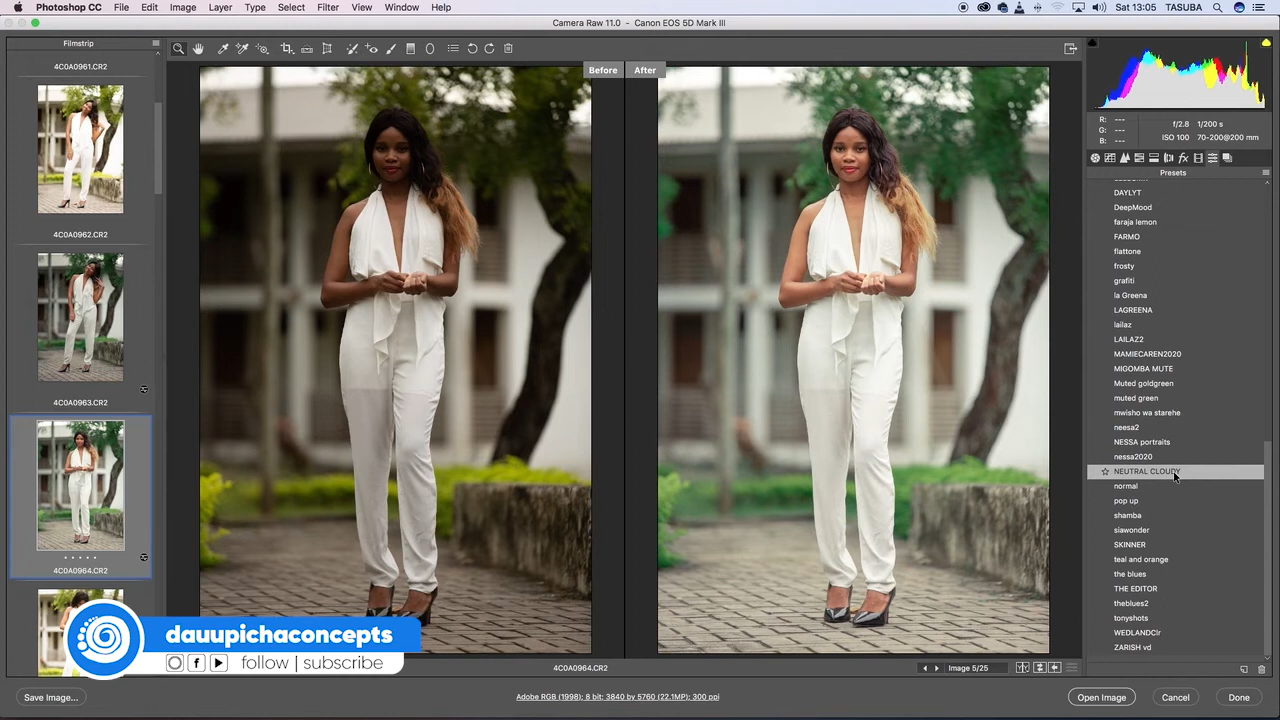 Photoshop CC File Edit Image Layer Type Select Filter View Window Help Sat 13:05 TASUBA
Camera Raw 11.0 - Canon EOS 5D Mark III
Filmstrip
4C0A0961.CR2
4C0A0962.CR2
4C0A0963.CR2
4C0A0964.CR2
Before After
R: ---
G: ---
B: ---
f/2.8 1/200 s
ISO 100 70-200@200 mm
Presets
DAYLYT
DeepMood
faraja lemon
FARMO
flattone
frosty
grafiti
la Greena
LAGREENA
lailaz
LAILAZ2
MAMIECAREN2020
MIGOMBA MUTE
Muted goldgreen
muted green
mwisho wa starehe
neesa2
NESSA portraits
nessa2020
NEUTRAL CLOUDY
normal
pop up
shamba
siawonder
SKINNER
teal and orange
the blues
THE EDITOR
theblues2
tonyshots
WEDLANDClr
ZARISH vd
dauupichaconcepts
follow | subscribe
4C0A0964.CR2
Image 5/25
Save Image...
Adobe RGB (1998); 8 bit; 3840 by 5760 (22.1MP); 300 ppi
Open Image
Cancel
Done